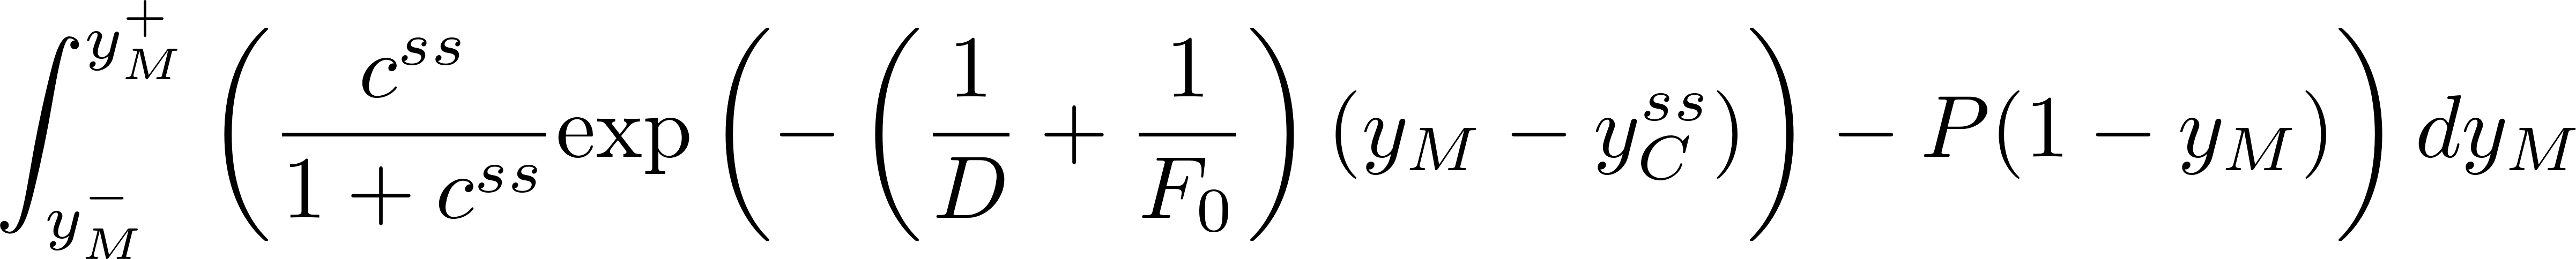 \int_{y_M^-}^{y_M^+} \left( \frac{c^{ss}}{1 + c^{ss}} \exp\left( -\left( \frac{1}{D} + \frac{1}{F_0} \right) (y_M - y_C^{ss}) \right) - P(1 - y_M) \right) dy_M